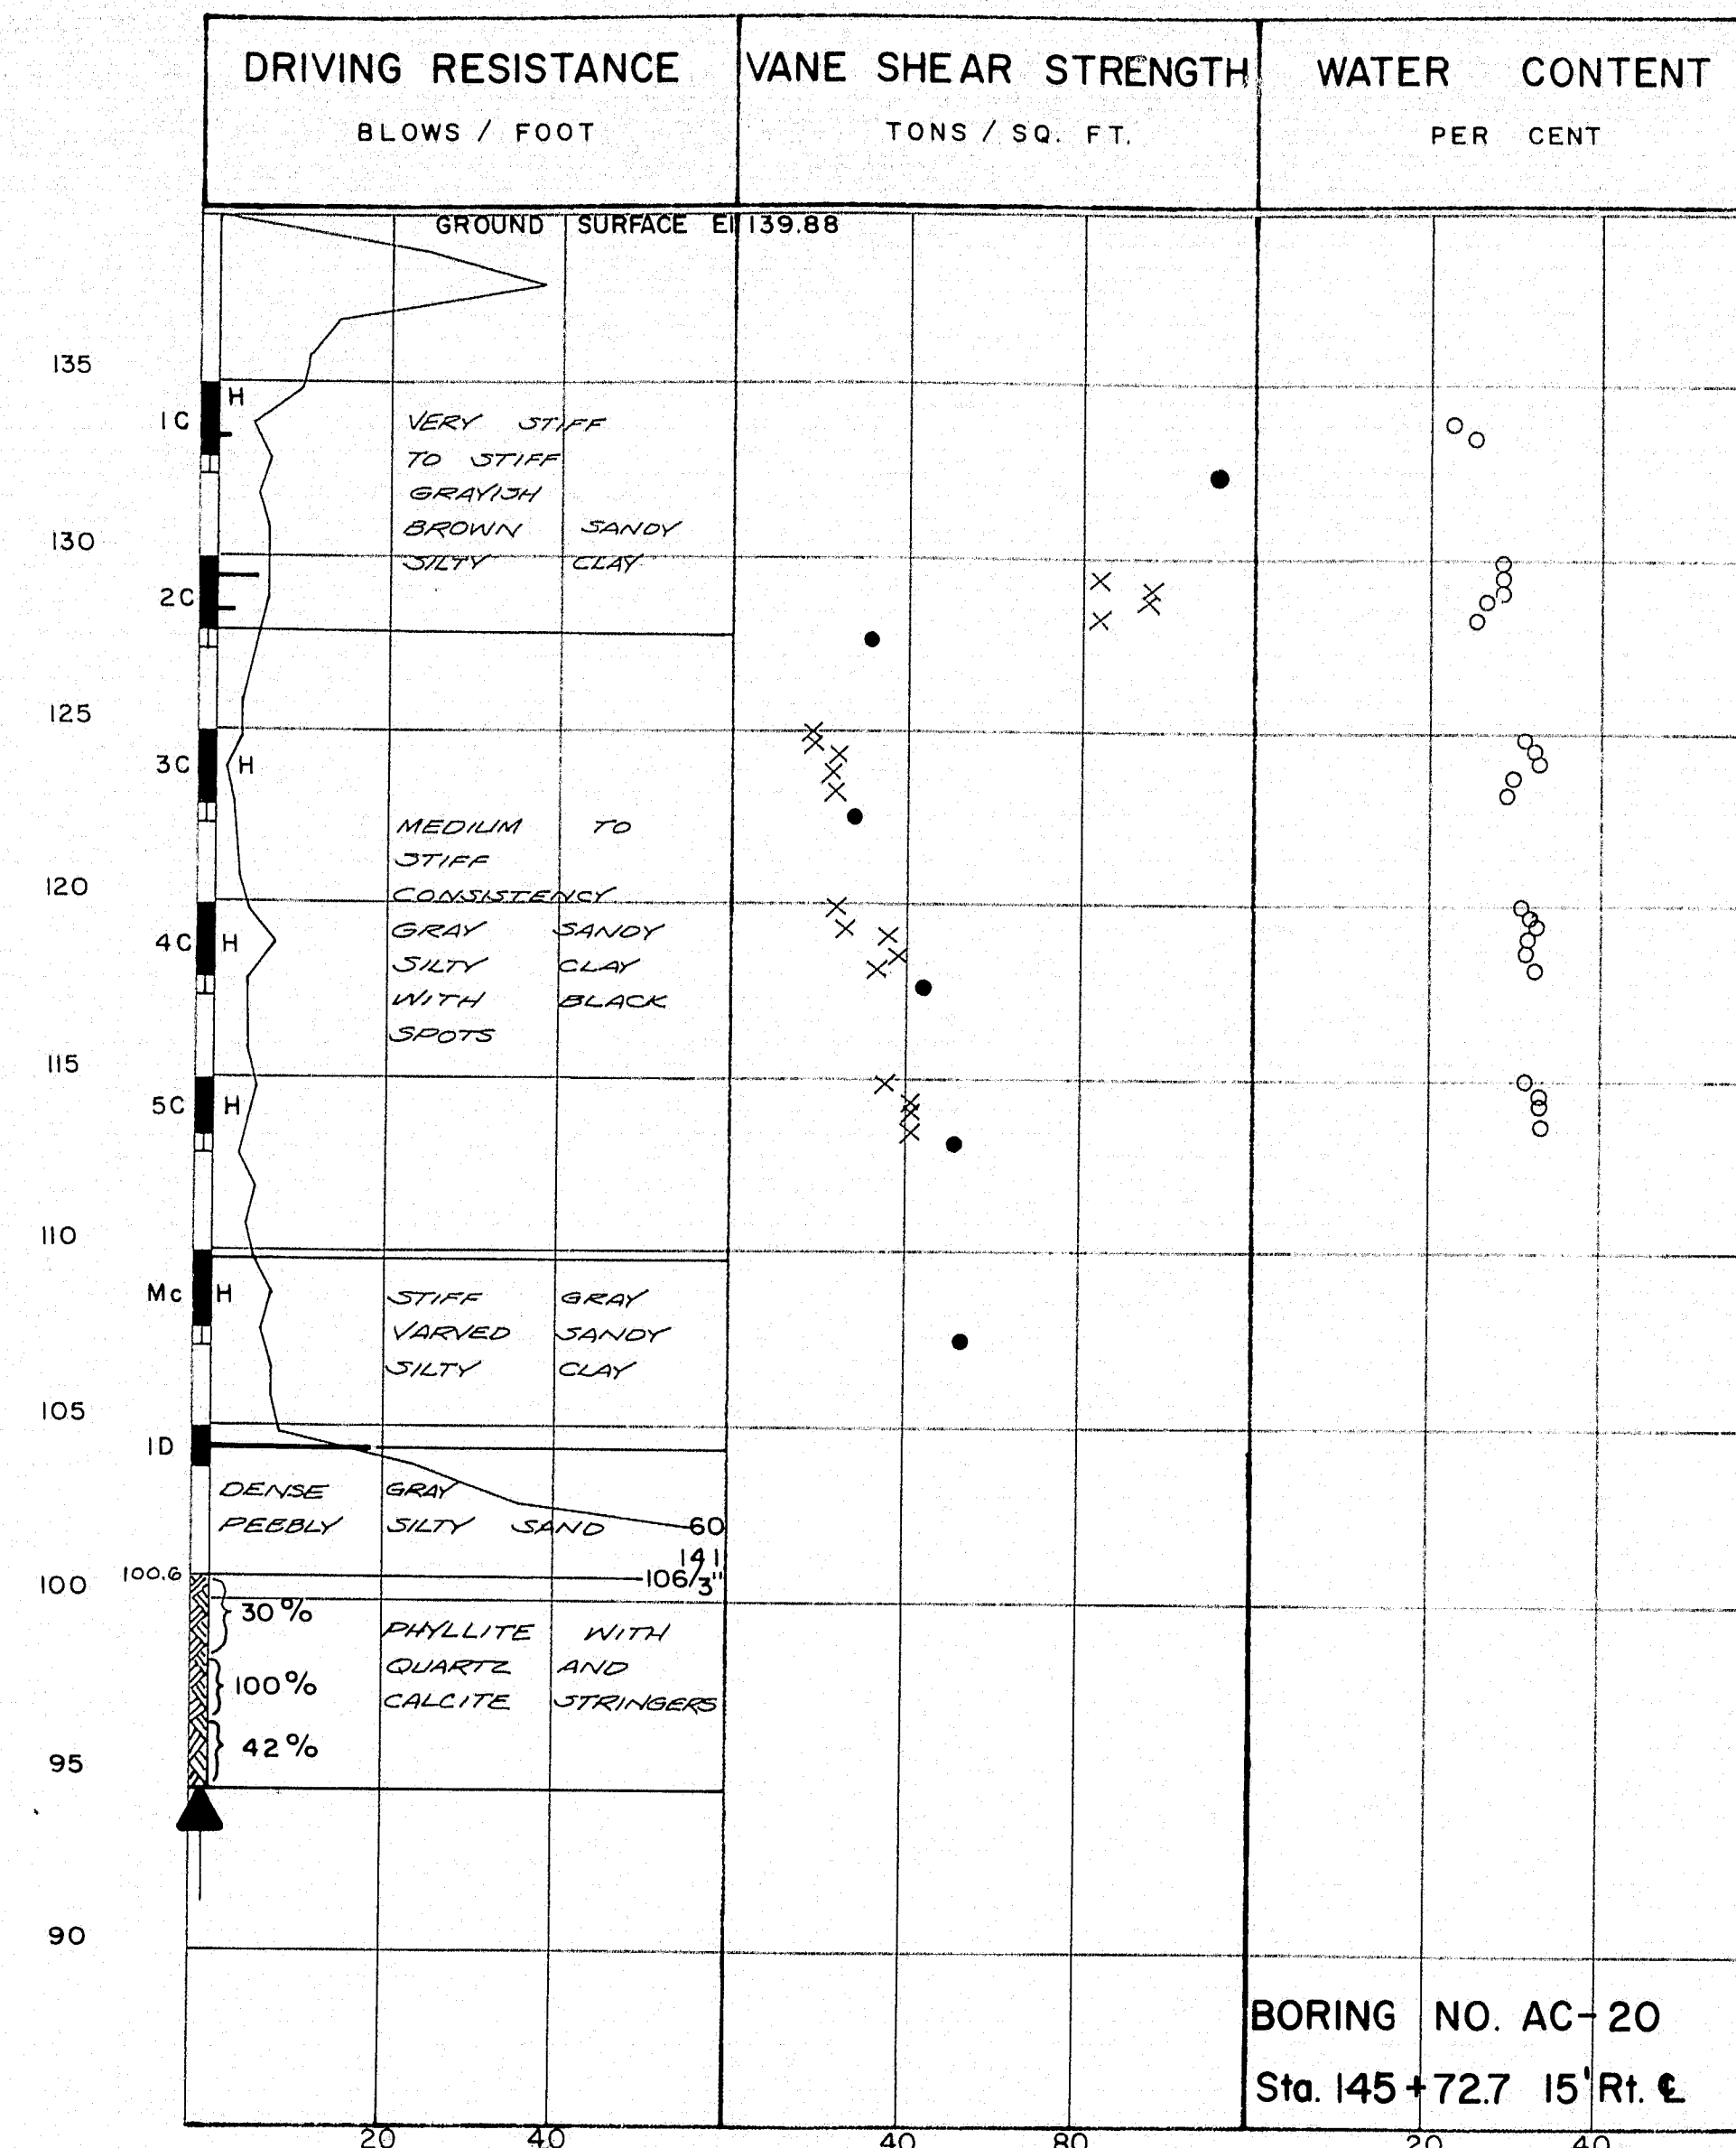 DRIVING RESISTANCE
BLOWS / FOOT
VANE SHEAR STRENGTH
TONS / SQ. FT.
WATER CONTENT
PER CENT
GROUND SURFACE El 139.88
135
H
1C
VERY STIFF
TO STIFF
GRAYISH
BROWN SANDY
SILTY CLAY
130
2C
125
3C H
MEDIUM TO
STIFF
CONSISTENCY
GRAY SANDY
SILTY CLAY
WITH BLACK
SPOTS
120
4C H
115
5C H
110
Mc H
STIFF GRAY
VARVED SANDY
SILTY CLAY
105
1D
DENSE GRAY
PEBBLY SILTY SAND
60
141
106/3"
100 100.6
30%
100%
42%
PHYLLITE WITH
QUARTZ AND
CALCITE STRINGERS
95
90
BORING NO. AC-20
Sta. 145+72.7 15' Rt. ℄
20 40 40 80 20 40